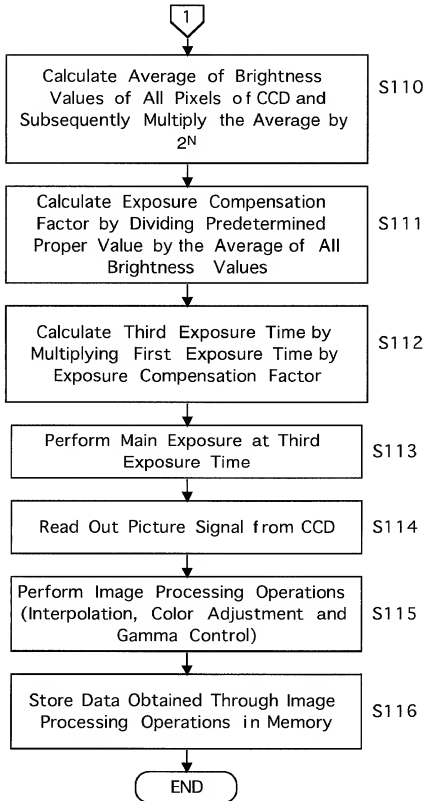 1
Calculate Average of Brightness
Values of All Pixels of CCD and
Subsequently Multiply the Average by
2ᴺ
S110
Calculate Exposure Compensation
Factor by Dividing Predetermined
Proper Value by the Average of All
Brightness Values
S111
Calculate Third Exposure Time by
Multiplying First Exposure Time by
Exposure Compensation Factor
S112
Perform Main Exposure at Third
Exposure Time
S113
Read Out Picture Signal from CCD
S114
Perform Image Processing Operations
(Interpolation, Color Adjustment and
Gamma Control)
S115
Store Data Obtained Through Image
Processing Operations in Memory
S116
END